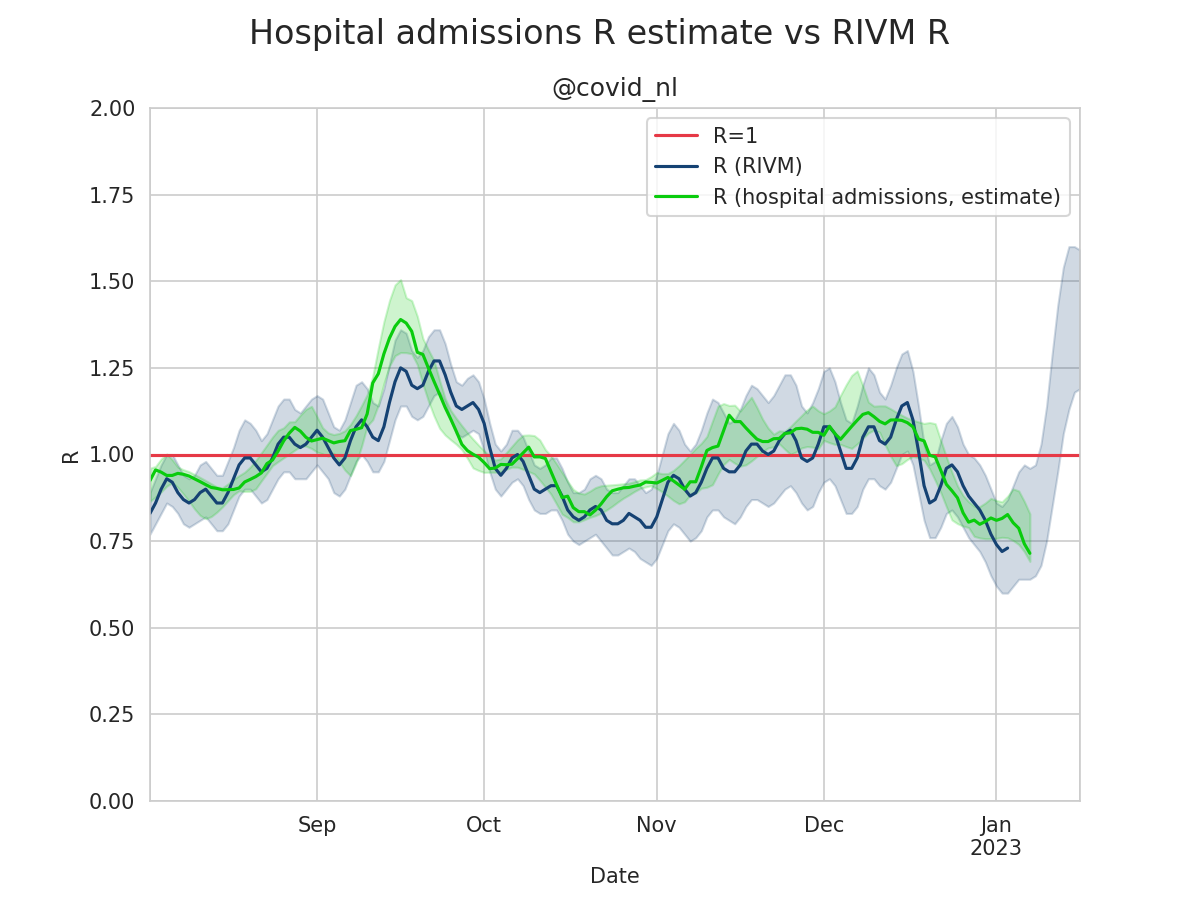 Hospital admissions R estimate vs RIVM R
@covid_nl
2.00
1.75
1.50
1.25
1.00
0.75
0.50
0.25
0.00
R
R=1
R (RIVM)
R (hospital admissions, estimate)
Sep
Oct
Nov
Dec
Jan
2023
Date